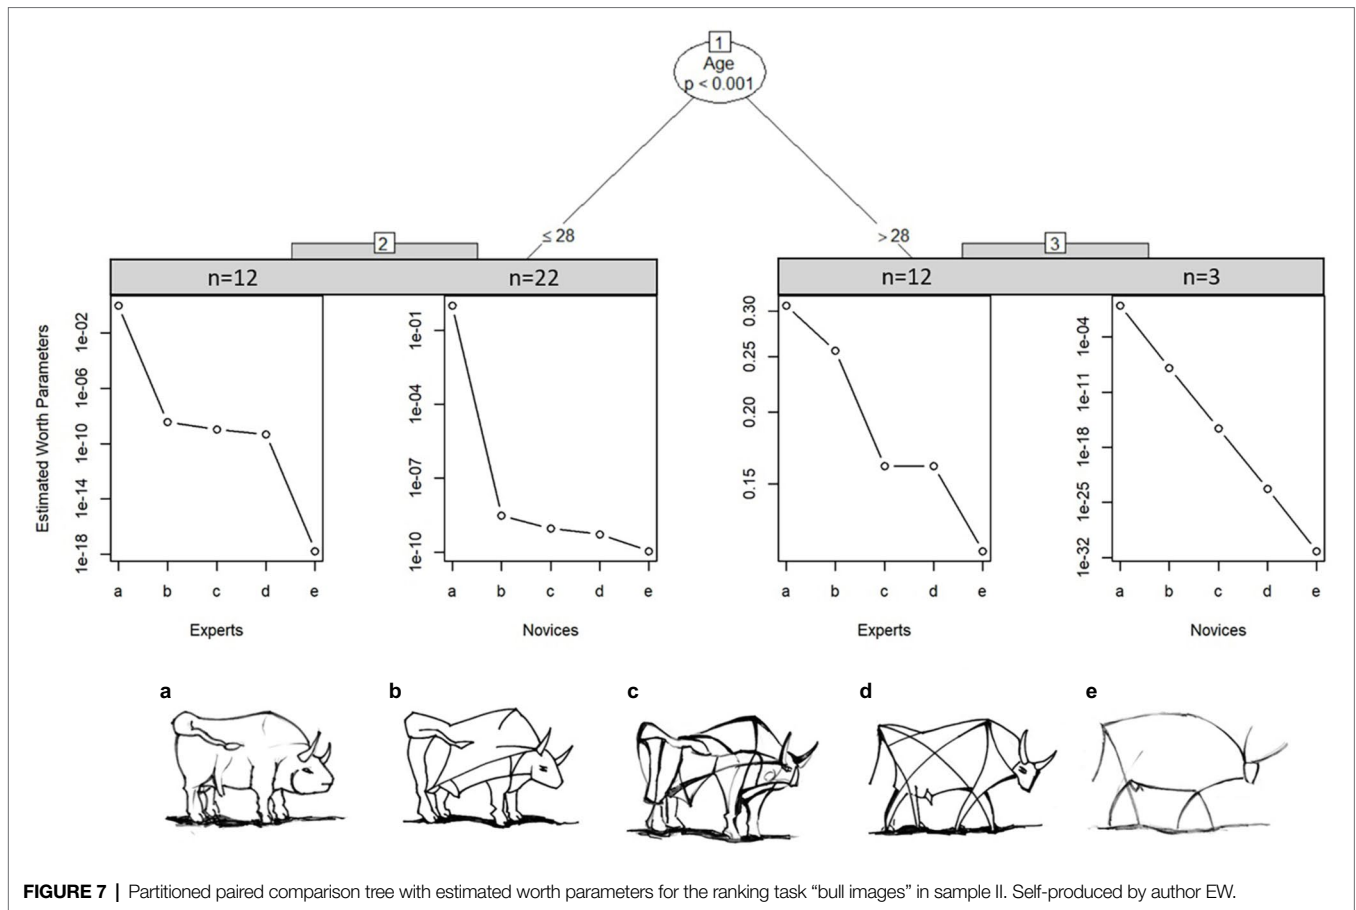 1
Age
p < 0.001
≤ 28
> 28
2
3
n=12
n=22
n=12
n=3
Estimated Worth Parameters
1e-02
1e-06
1e-10
1e-14
1e-18
a b c d e
Experts
1e-01
1e-04
1e-07
1e-10
a b c d e
Novices
0.30
0.25
0.20
0.15
a b c d e
Experts
1e-04
1e-11
1e-18
1e-25
1e-32
a b c d e
Novices
a b c d e
FIGURE 7 | Partitioned paired comparison tree with estimated worth parameters for the ranking task “bull images” in sample II. Self-produced by author EW.